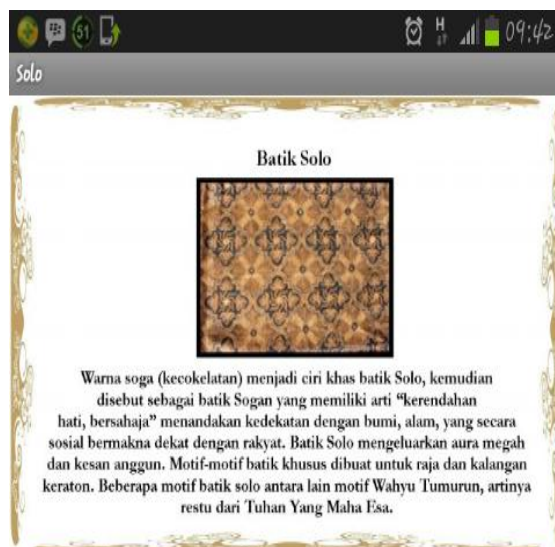 51
H
09:42
Solo
Batik Solo
Warna soga (kecokelatan) menjadi ciri khas batik Solo, kemudian
disebut sebagai batik Sogan yang memiliki arti “kerendahan
hati, bersahaja” menandakan kedekatan dengan bumi, alam, yang secara
sosial bermakna dekat dengan rakyat. Batik Solo mengeluarkan aura megah
dan kesan anggun. Motif-motif batik khusus dibuat untuk raja dan kalangan
keraton. Beberapa motif batik solo antara lain motif Wahyu Tumurun, artinya
restu dari Tuhan Yang Maha Esa.